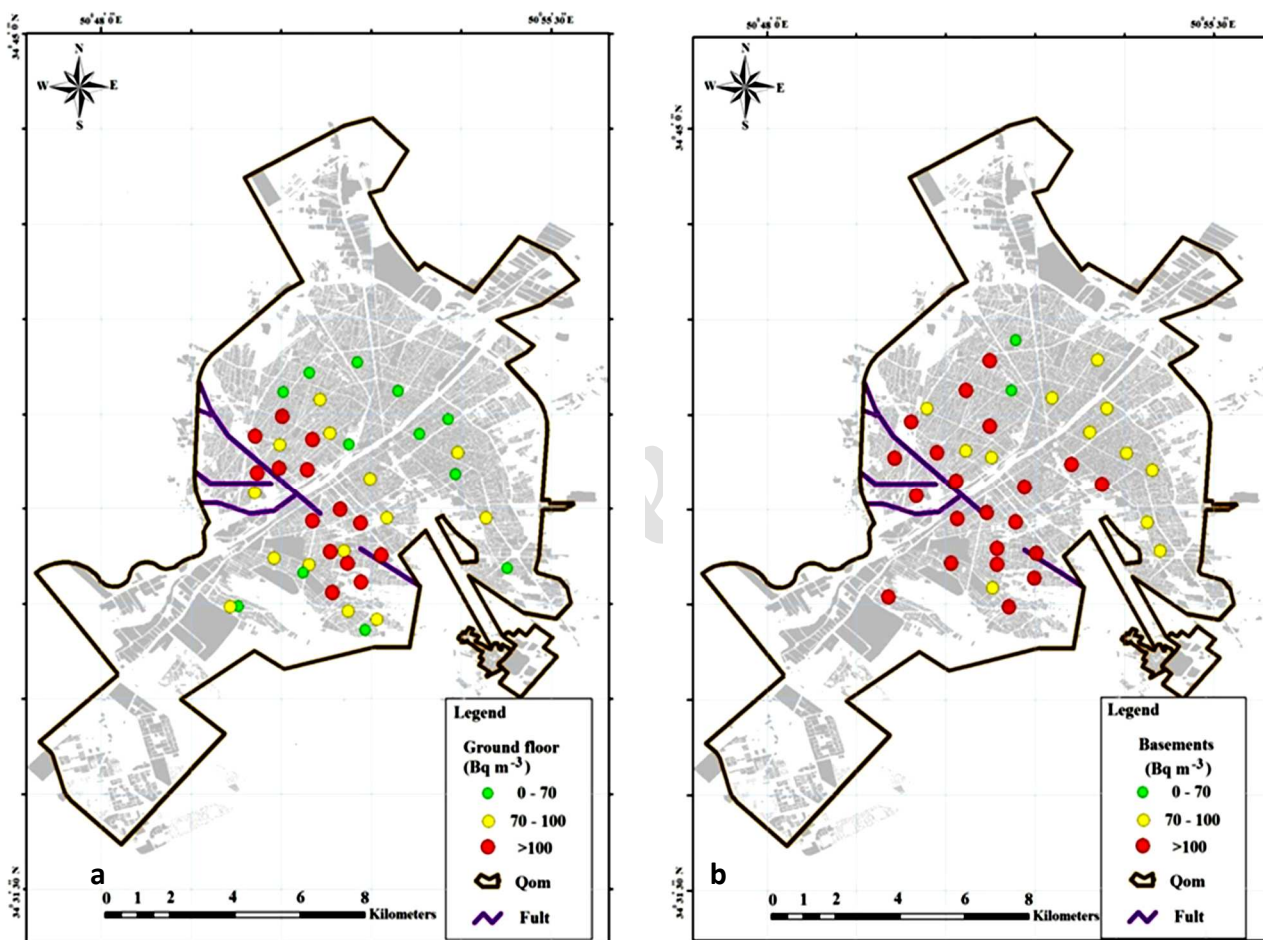 50° 48' 0" E
50° 55' 30" E
34° 45' 0" N
N
W E
S
Legend
Ground floor
(Bq m⁻³)
0 - 70
70 - 100
>100
Qom
Fult
a
0 1 2 4 6 8
Kilometers
34° 31' 30" N
50° 48' 0" E
50° 55' 30" E
34° 45' 0" N
N
W E
S
Legend
Basements
(Bq m⁻³)
0 - 70
70 - 100
>100
Qom
Fult
b
0 1 2 4 6 8
Kilometers
34° 31' 30" N